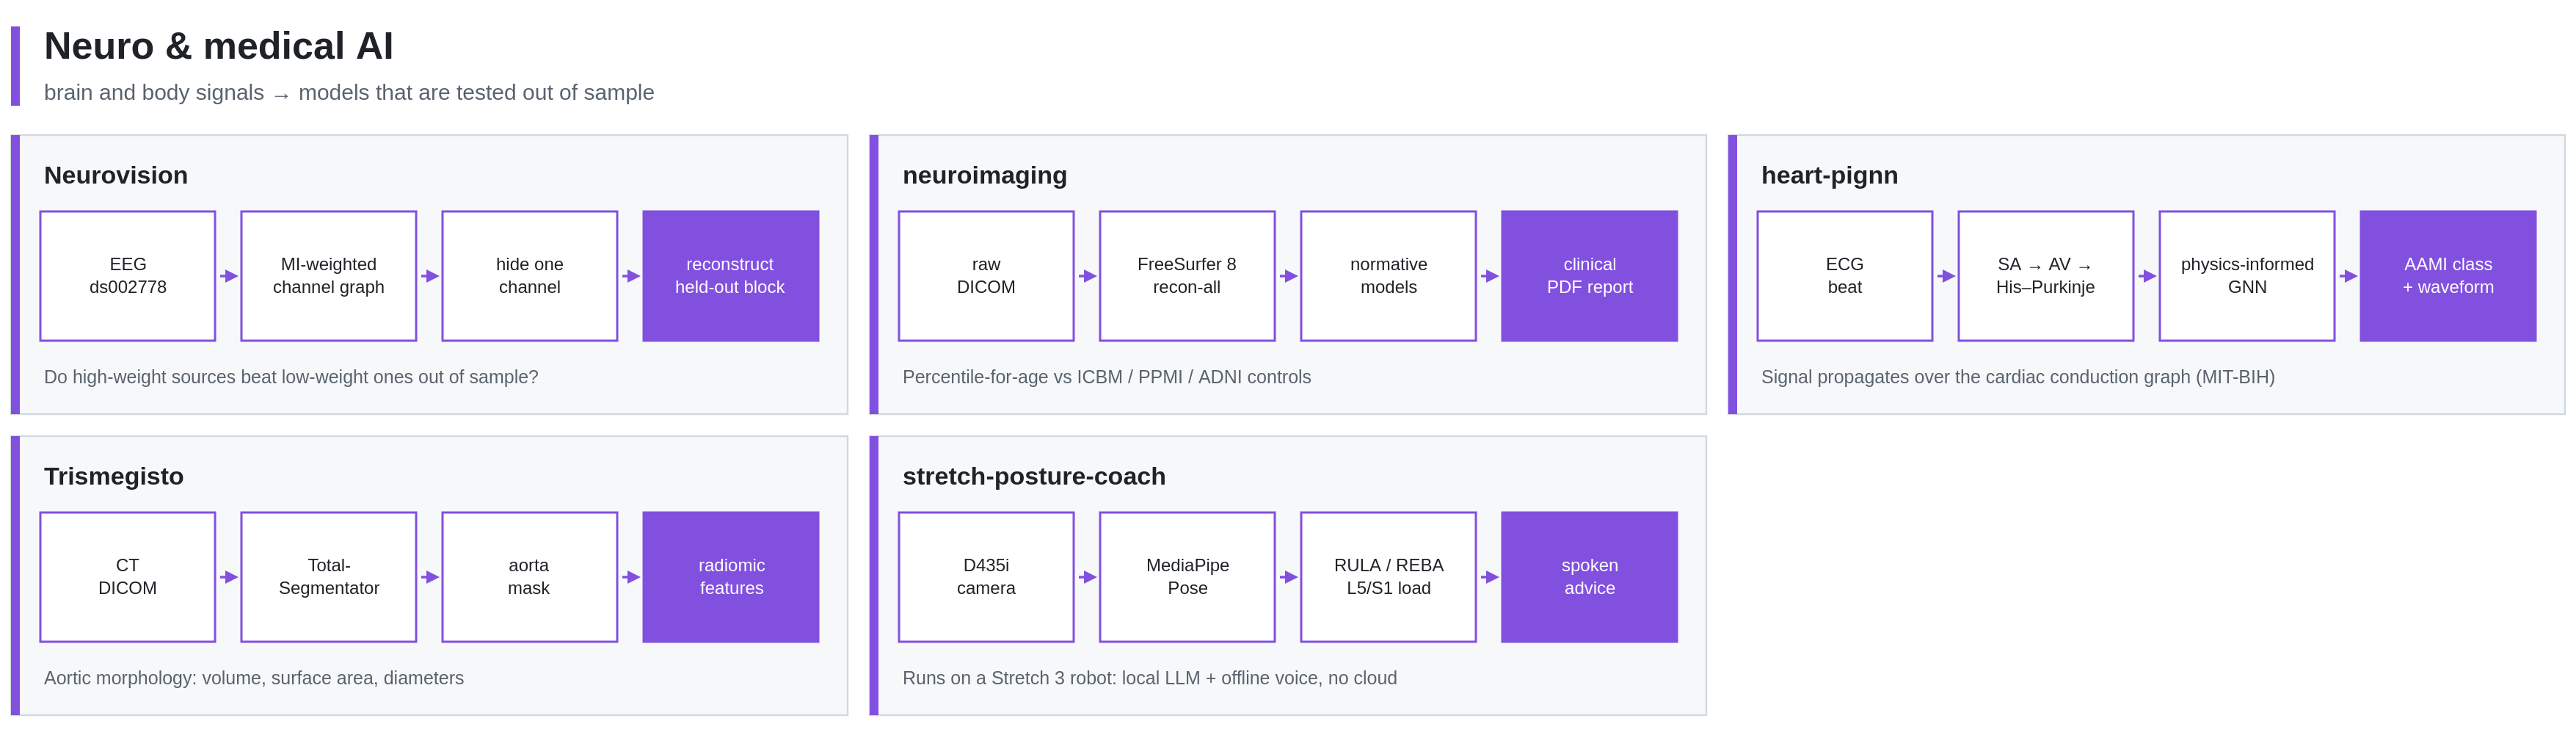 Neuro & medical AI
brain and body signals → models that are tested out of sample
Neurovision
EEG
ds002778
MI-weighted
channel graph
hide one
channel
reconstruct
held-out block
Do high-weight sources beat low-weight ones out of sample?
neuroimaging
raw
DICOM
FreeSurfer 8
recon-all
normative
models
clinical
PDF report
Percentile-for-age vs ICBM / PPMI / ADNI controls
heart-pignn
ECG
beat
SA → AV →
His–Purkinje
physics-informed
GNN
AAMI class
+ waveform
Signal propagates over the cardiac conduction graph (MIT-BIH)
Trismegisto
CT
DICOM
Total-
Segmentator
aorta
mask
radiomic
features
Aortic morphology: volume, surface area, diameters
stretch-posture-coach
D435i
camera
MediaPipe
Pose
RULA / REBA
L5/S1 load
spoken
advice
Runs on a Stretch 3 robot: local LLM + offline voice, no cloud